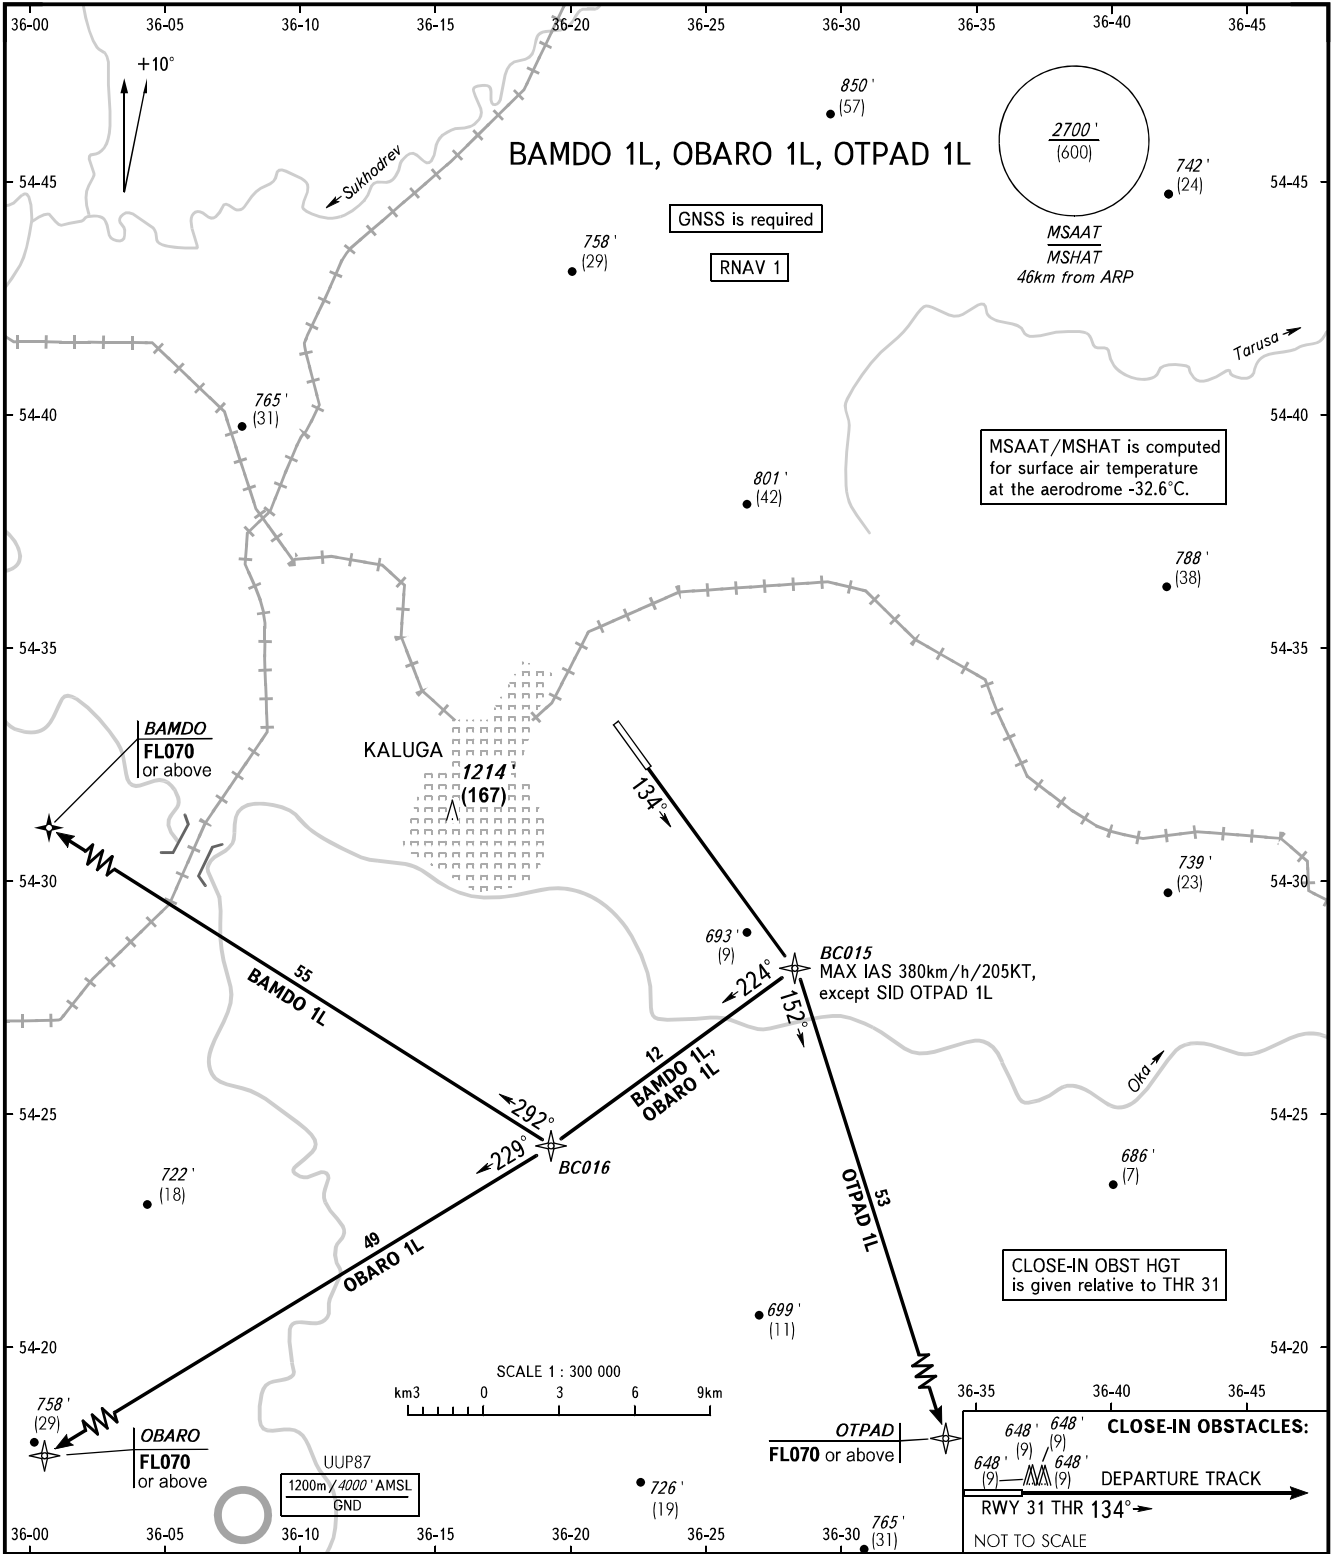 36-00 36-05 36-10 36-15 36-20 36-25 36-30 36-35 36-40 36-45
+10°
850'
(57)
BAMDO 1L, OBARO 1L, OTPAD 1L
2700'
(600)
MSAAT
MSHAT
46km from ARP
Sukhodrev
742'
(24)
54-45 54-45
GNSS is required
RNAV 1
758'
(29)
Tarusa
765'
(31)
54-40 54-40
MSAAT/MSHAT is computed
for surface air temperature
at the aerodrome -32.6°C.
801'
(42)
788'
(38)
54-35 54-35
BAMDO
FL070
or above
KALUGA
1214'
(167)
134°
739'
(23)
54-30 54-30
693'
(9)
BC015
MAX IAS 380km/h/205KT,
except SID OTPAD 1L
224°
152°
55
BAMDO 1L
12
BAMDO 1L,
OBARO 1L
Oka
54-25 54-25
292°
229°
BC016
722'
(18)
686'
(7)
53
OTPAD 1L
49
OBARO 1L
CLOSE-IN OBST HGT
is given relative to THR 31
699'
(11)
54-20 54-20
SCALE 1 : 300 000
km3 0 3 6 9km
36-35 36-40 36-45
758'
(29)
OBARO
FL070
or above
OTPAD
FL070 or above
UUP87
1200m/4000'AMSL
GND
726'
(19)
765'
(31)
CLOSE-IN OBSTACLES:
648' 648'
(9) (9)
648' 648'
(9) (9)
DEPARTURE TRACK
RWY 31 THR 134°
NOT TO SCALE
36-00 36-05 36-10 36-15 36-20 36-25 36-30